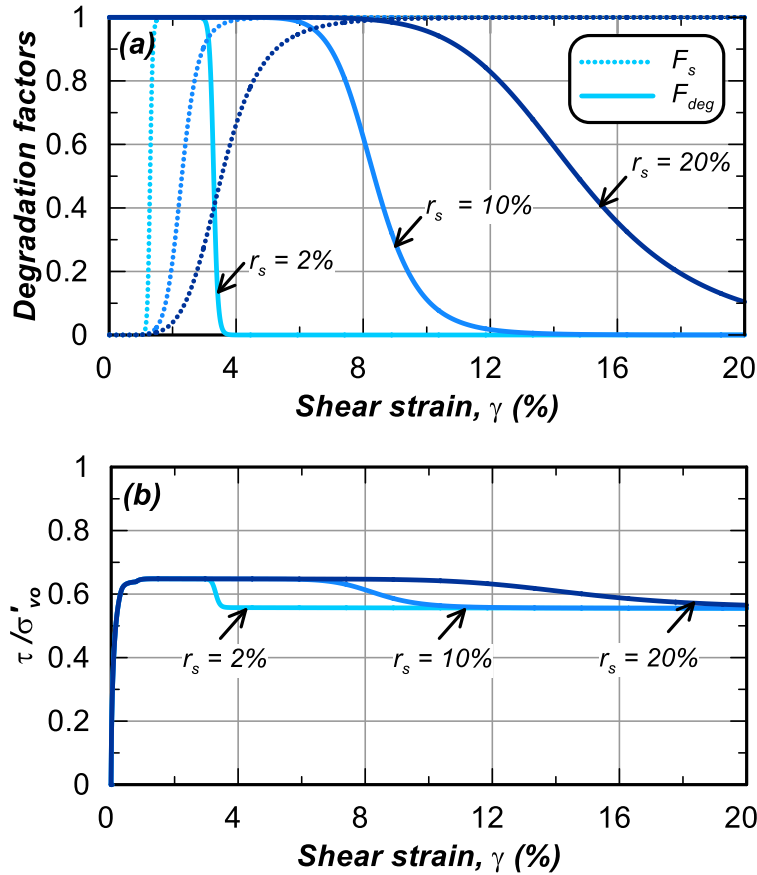 (a)
Degradation factors
1
0.8
0.6
0.4
0.2
0
F_s
F_deg
r_s = 20%
r_s = 10%
r_s = 2%
0 4 8 12 16 20
Shear strain, γ (%)
(b)
τ/σ'_vo
1
0.8
0.6
0.4
0.2
0
r_s = 2% r_s = 10% r_s = 20%
0 4 8 12 16 20
Shear strain, γ (%)